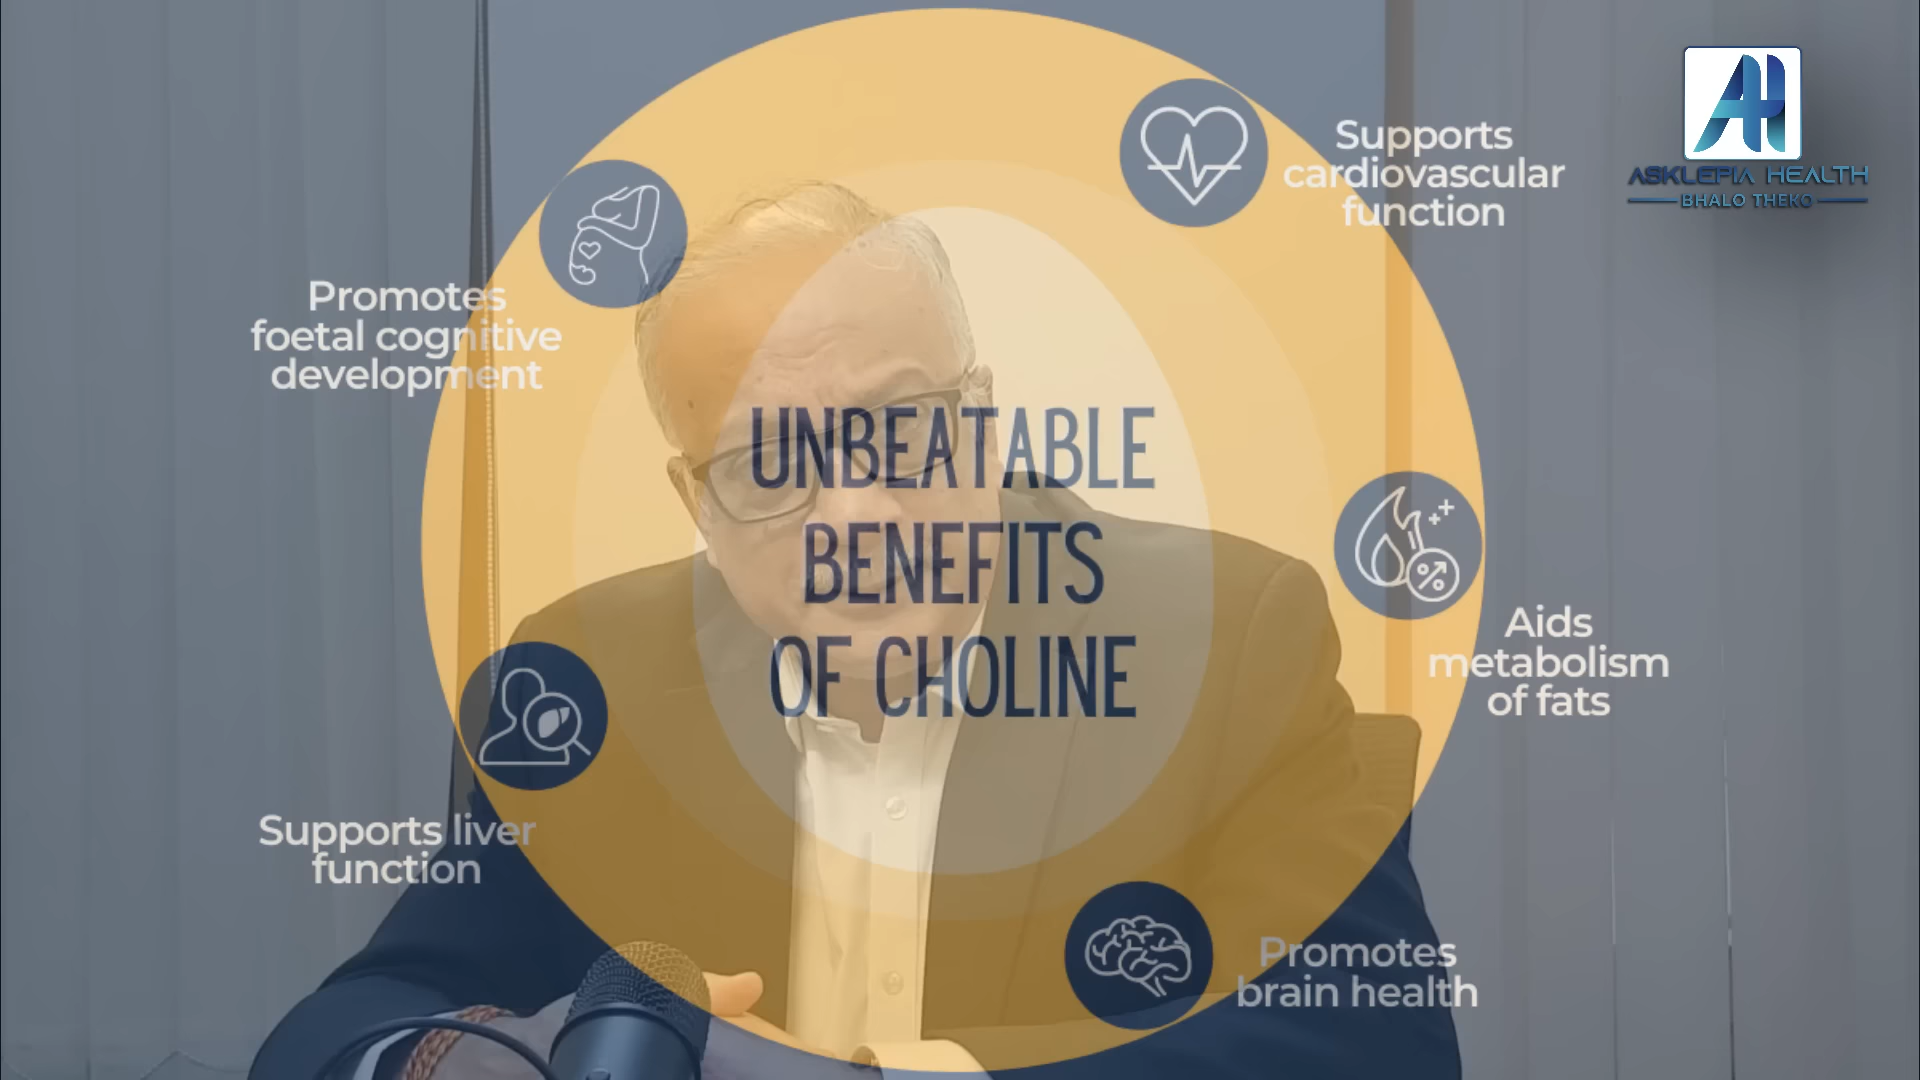 Supports
cardiovascular
function
ASKLEPIA HEALTH
BHALO THEKO
Promotes
foetal cognitive
development
UNBEATABLE
BENEFITS
OF CHOLINE
Aids
metabolism
of fats
Supports liver
function
Promotes
brain health